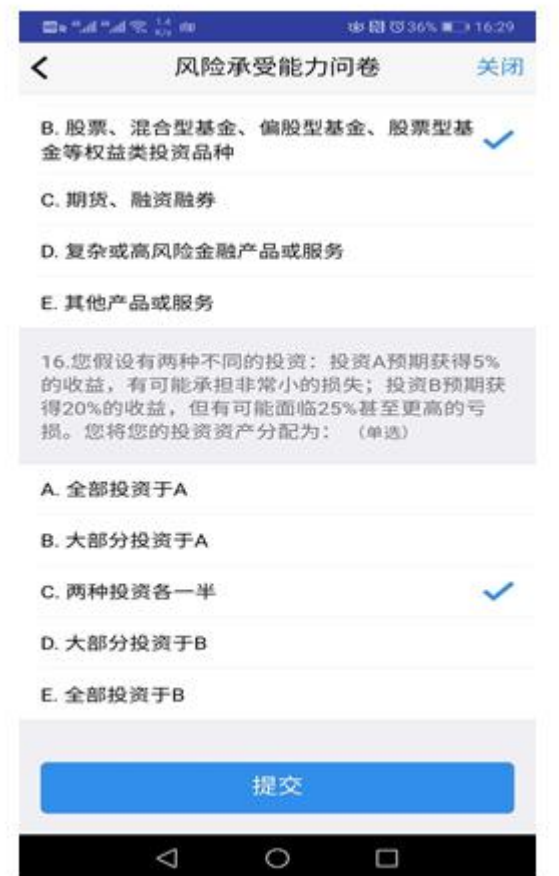 36% 16:29
风险承受能力问卷 关闭
B. 股票、混合型基金、偏股型基金、股票型基
金等权益类投资品种
C. 期货、融资融券
D. 复杂或高风险金融产品或服务
E. 其他产品或服务
16.您假设有两种不同的投资：投资A预期获得5%
的收益，有可能承担非常小的损失；投资B预期获
得20%的收益，但有可能面临25%甚至更高的亏
损。您将您的投资资产分配为： （单选）
A. 全部投资于A
B. 大部分投资于A
C. 两种投资各一半
D. 大部分投资于B
E. 全部投资于B
提交